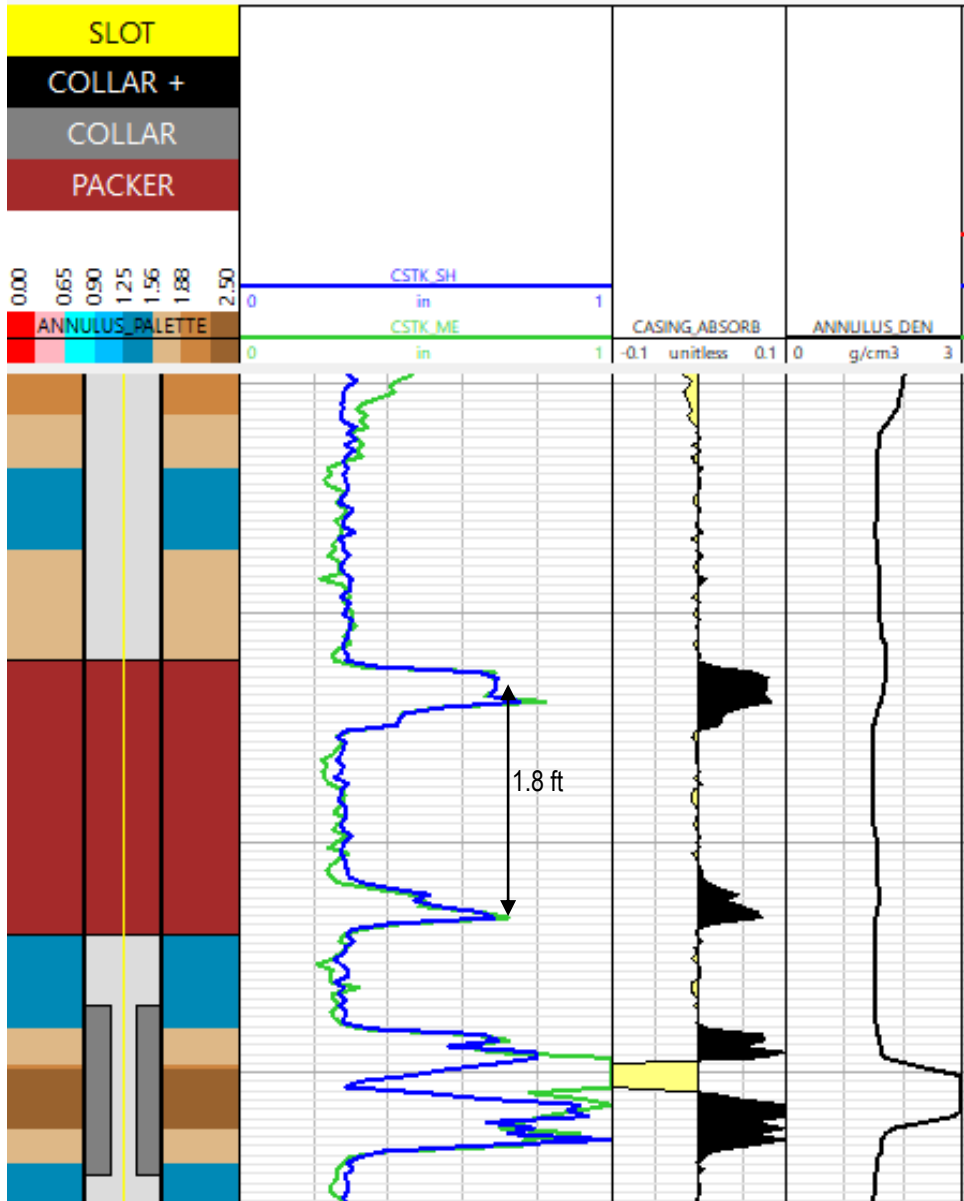 SLOT
COLLAR +
COLLAR
PACKER
0.00 0.65 0.90 1.25 1.56 1.88 2.50
ANNULUS_PALETTE
CSTK_SH
0 in 1
CSTK_ME
0 in 1
CASING_ABSORB
-0.1 unitless 0.1
ANNULUS_DEN
0 g/cm3 3
1.8 ft